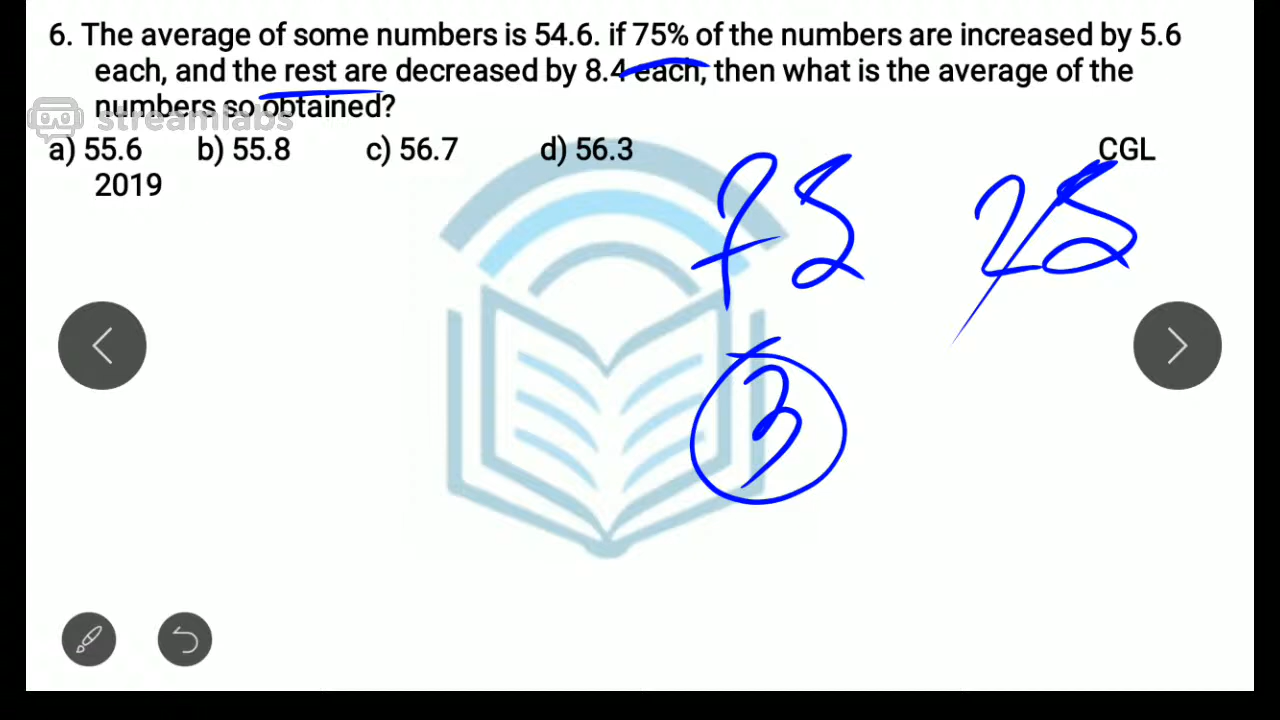 6. The average of some numbers is 54.6. if 75% of the numbers are increased by 5.6
each, and the rest are decreased by 8.4 each, then what is the average of the
numbers so obtained?
streamlabs
a) 55.6 b) 55.8 c) 56.7 d) 56.3 CGL
2019
75 25
3